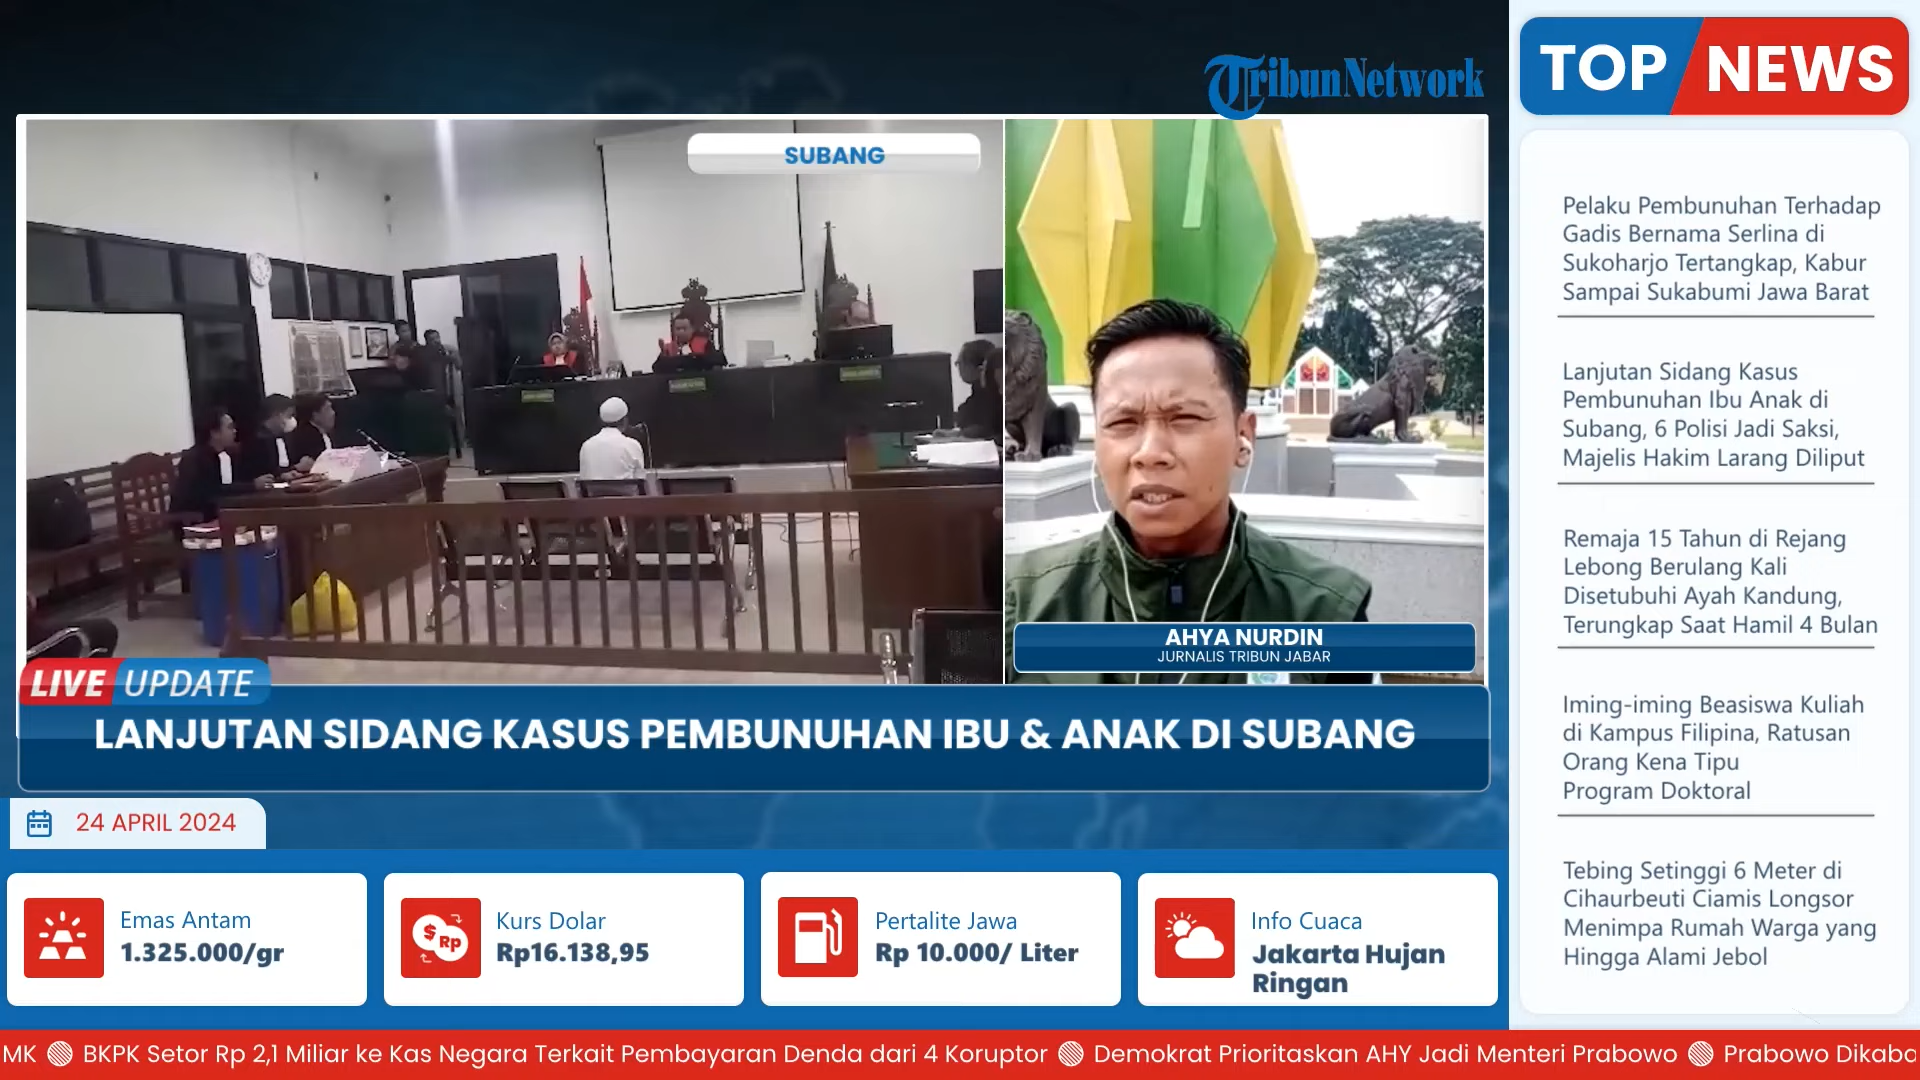 TribunNetwork
SUBANG
AHYA NURDIN
JURNALIS TRIBUN JABAR
LIVE UPDATE
LANJUTAN SIDANG KASUS PEMBUNUHAN IBU & ANAK DI SUBANG
24 APRIL 2024
Emas Antam
1.325.000/gr
Kurs Dolar
Rp16.138,95
Pertalite Jawa
Rp 10.000/ Liter
Info Cuaca
Jakarta Hujan
Ringan
TOP NEWS
Pelaku Pembunuhan Terhadap
Gadis Bernama Serlina di
Sukoharjo Tertangkap, Kabur
Sampai Sukabumi Jawa Barat
Lanjutan Sidang Kasus
Pembunuhan Ibu Anak di
Subang, 6 Polisi Jadi Saksi,
Majelis Hakim Larang Diliput
Remaja 15 Tahun di Rejang
Lebong Berulang Kali
Disetubuhi Ayah Kandung,
Terungkap Saat Hamil 4 Bulan
Iming-iming Beasiswa Kuliah
di Kampus Filipina, Ratusan
Orang Kena Tipu
Program Doktoral
Tebing Setinggi 6 Meter di
Cihaurbeuti Ciamis Longsor
Menimpa Rumah Warga yang
Hingga Alami Jebol
MK BKPK Setor Rp 2,1 Miliar ke Kas Negara Terkait Pembayaran Denda dari 4 Koruptor Demokrat Prioritaskan AHY Jadi Menteri Prabowo Prabowo Dikaba